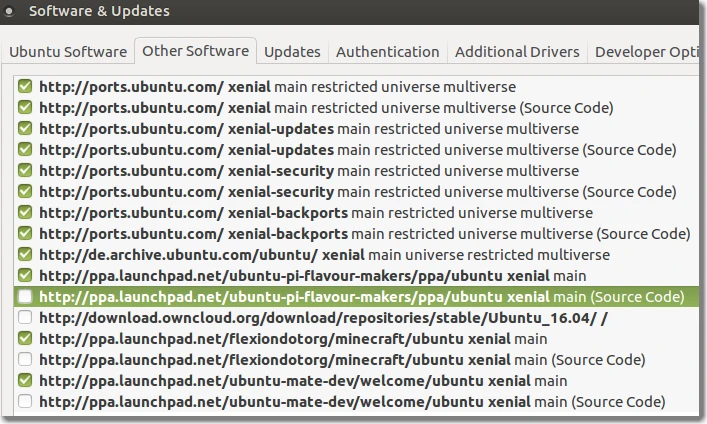 Software & Updates
Ubuntu Software Other Software Updates Authentication Additional Drivers Developer Opti
http://ports.ubuntu.com/ xenial main restricted universe multiverse
http://ports.ubuntu.com/ xenial main restricted universe multiverse (Source Code)
http://ports.ubuntu.com/ xenial-updates main restricted universe multiverse
http://ports.ubuntu.com/ xenial-updates main restricted universe multiverse (Source Code)
http://ports.ubuntu.com/ xenial-security main restricted universe multiverse
http://ports.ubuntu.com/ xenial-security main restricted universe multiverse (Source Code)
http://ports.ubuntu.com/ xenial-backports main restricted universe multiverse
http://ports.ubuntu.com/ xenial-backports main restricted universe multiverse (Source Code)
http://de.archive.ubuntu.com/ubuntu/ xenial main universe restricted multiverse
http://ppa.launchpad.net/ubuntu-pi-flavour-makers/ppa/ubuntu xenial main
http://ppa.launchpad.net/ubuntu-pi-flavour-makers/ppa/ubuntu xenial main (Source Code)
http://download.owncloud.org/download/repositories/stable/Ubuntu_16.04/ /
http://ppa.launchpad.net/flexiondotorg/minecraft/ubuntu xenial main
http://ppa.launchpad.net/flexiondotorg/minecraft/ubuntu xenial main (Source Code)
http://ppa.launchpad.net/ubuntu-mate-dev/welcome/ubuntu xenial main
http://ppa.launchpad.net/ubuntu-mate-dev/welcome/ubuntu xenial main (Source Code)